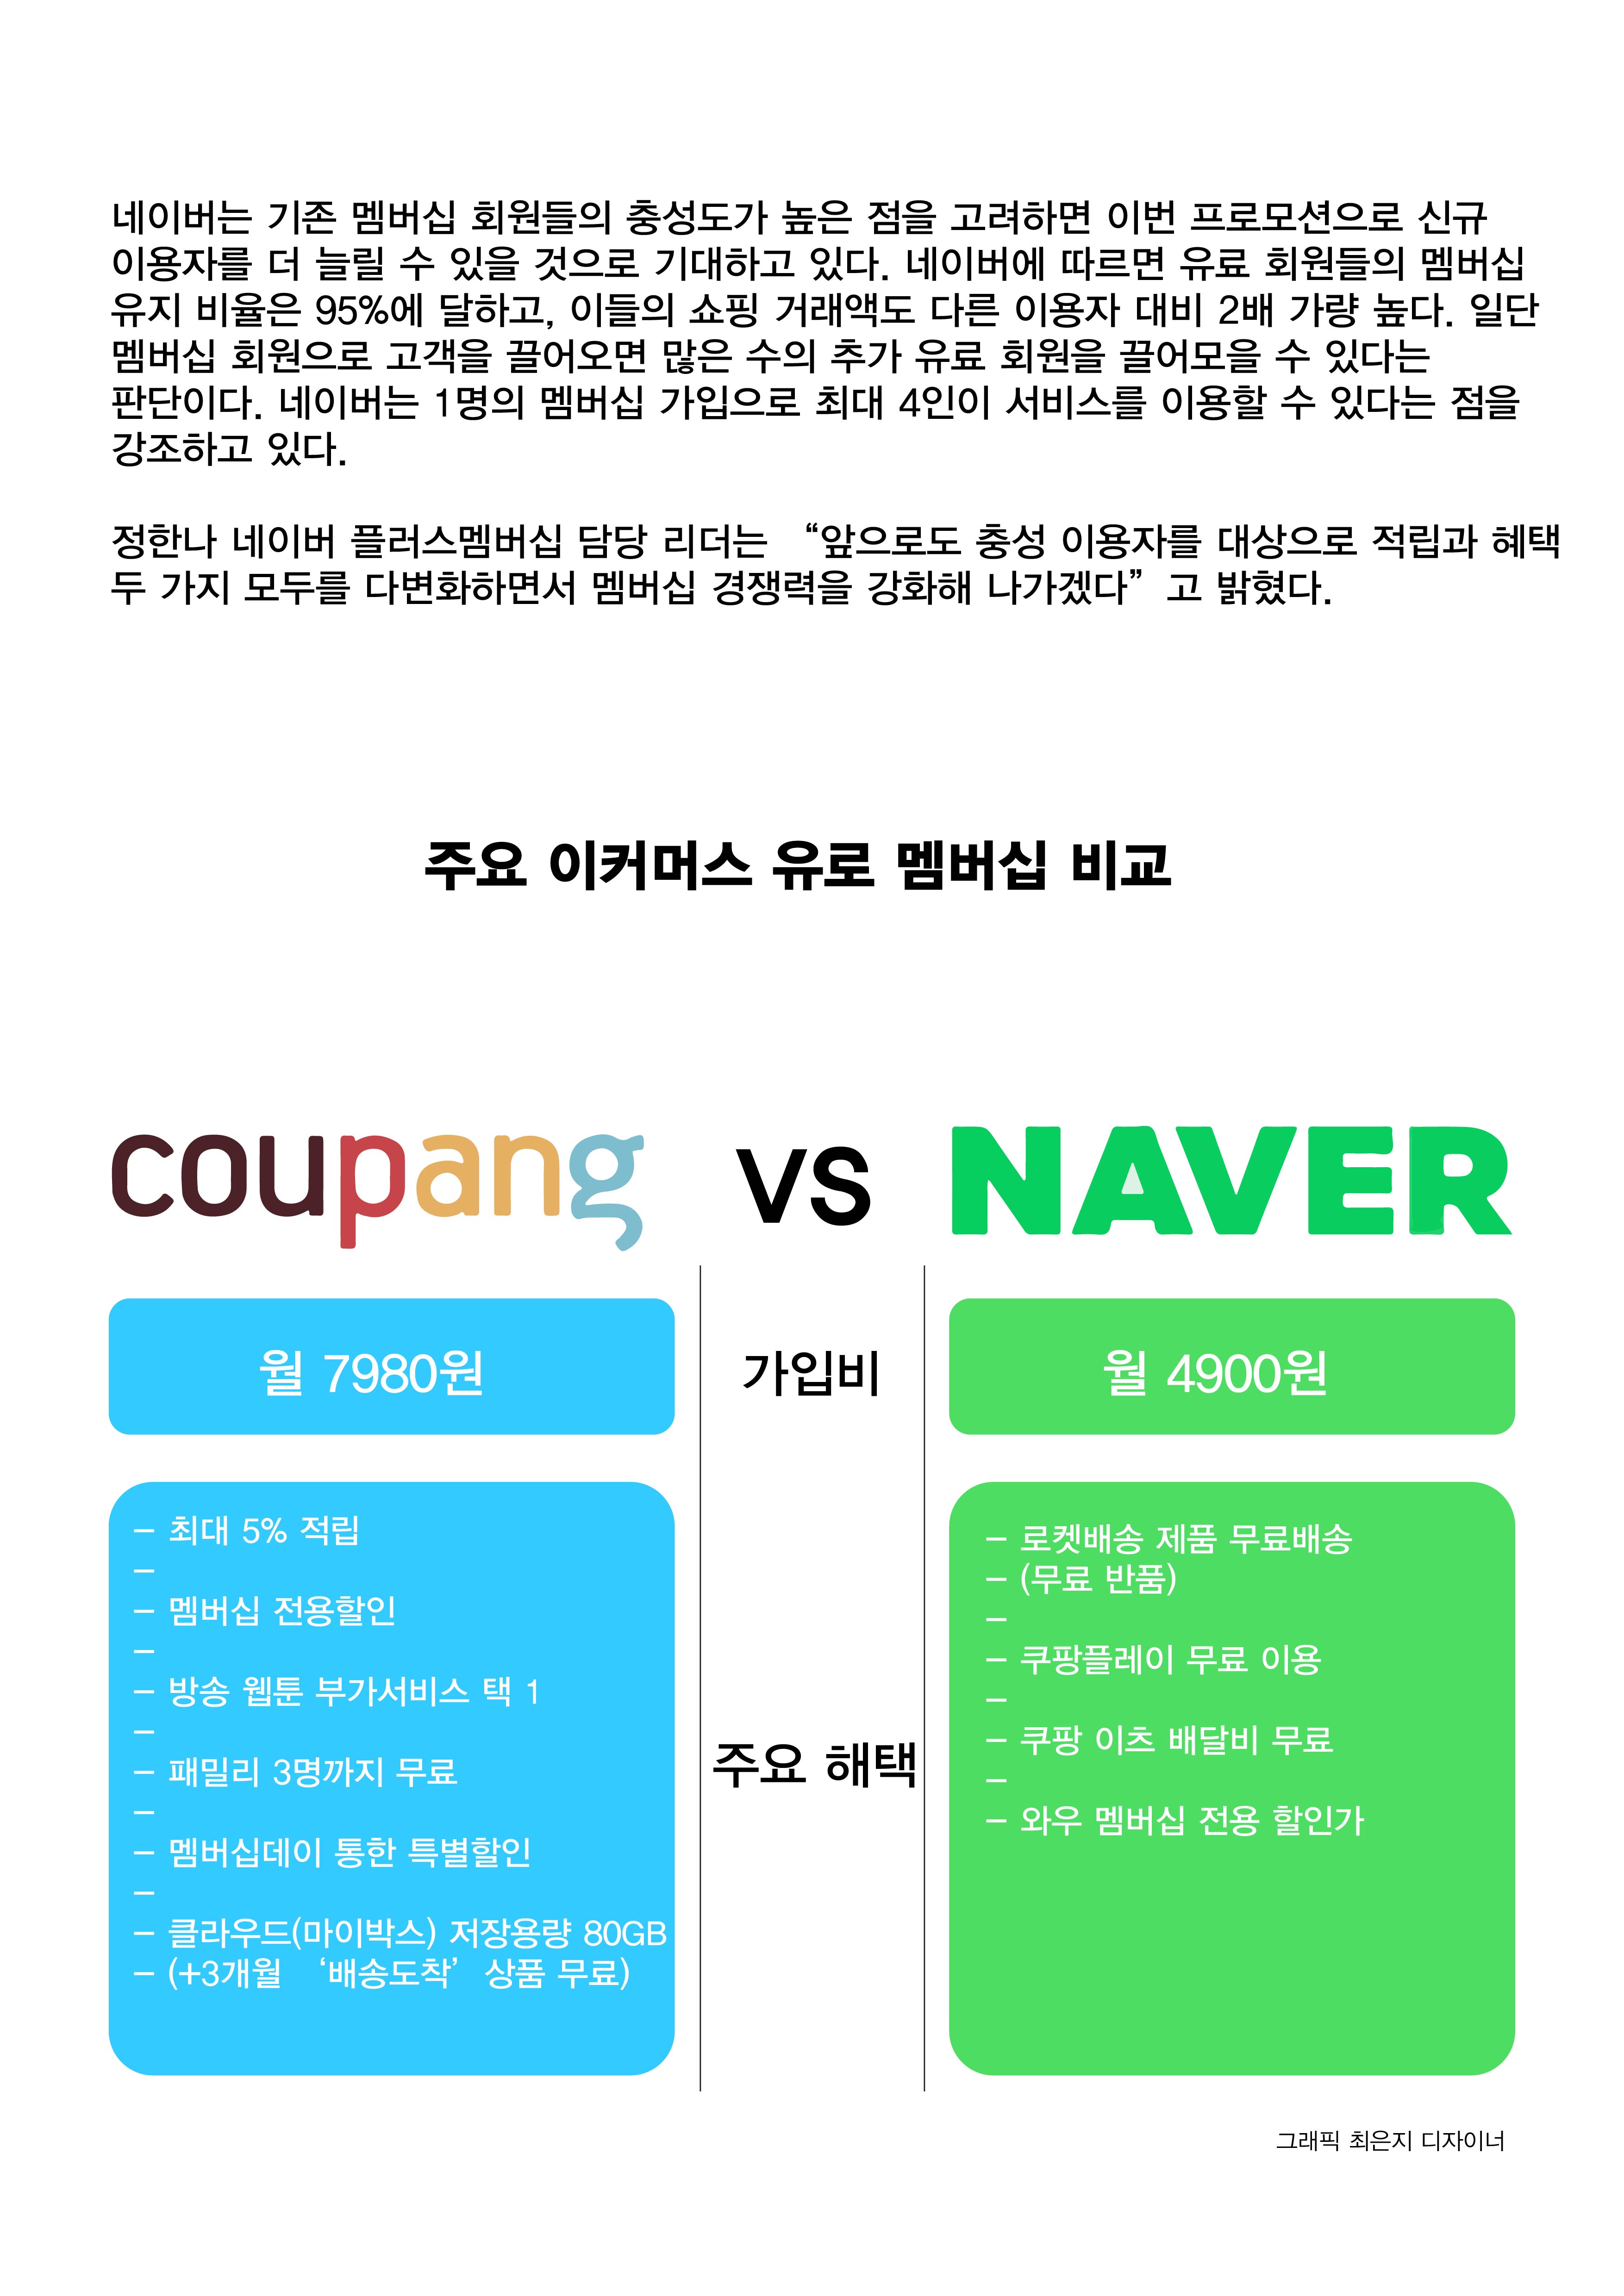 네이버는 기존 멤버십 회원들의 충성도가 높은 점을 고려하면 이번 프로모션으로 신규
이용자를 더 늘릴 수 있을 것으로 기대하고 있다. 네이버에 따르면 유료 회원들의 멤버십
유지 비율은 95%에 달하고, 이들의 쇼핑 거래액도 다른 이용자 대비 2배 가량 높다. 일단
멤버십 회원으로 고객을 끌어오면 많은 수의 추가 유료 회원을 끌어모을 수 있다는
판단이다. 네이버는 1명의 멤버십 가입으로 최대 4인이 서비스를 이용할 수 있다는 점을
강조하고 있다.
정한나 네이버 플러스멤버십 담당 리더는 “앞으로도 충성 이용자를 대상으로 적립과 혜택
두 가지 모두를 다변화하면서 멤버십 경쟁력을 강화해 나가겠다”고 밝혔다.
주요 이커머스 유로 멤버십 비교
coupang VS NAVER
월 7980원 가입비 월 4900원
– 최대 5% 적립
–
– 멤버십 전용할인
–
– 방송 웹툰 부가서비스 택 1
–
– 패밀리 3명까지 무료
–
– 멤버십데이 통한 특별할인
–
– 클라우드(마이박스) 저장용량 80GB
– (+3개월 ‘배송도착’ 상품 무료)
주요 해택
– 로켓배송 제품 무료배송
– (무료 반품)
–
– 쿠팡플레이 무료 이용
–
– 쿠팡 이츠 배달비 무료
–
– 와우 멤버십 전용 할인가
그래픽 최은지 디자이너